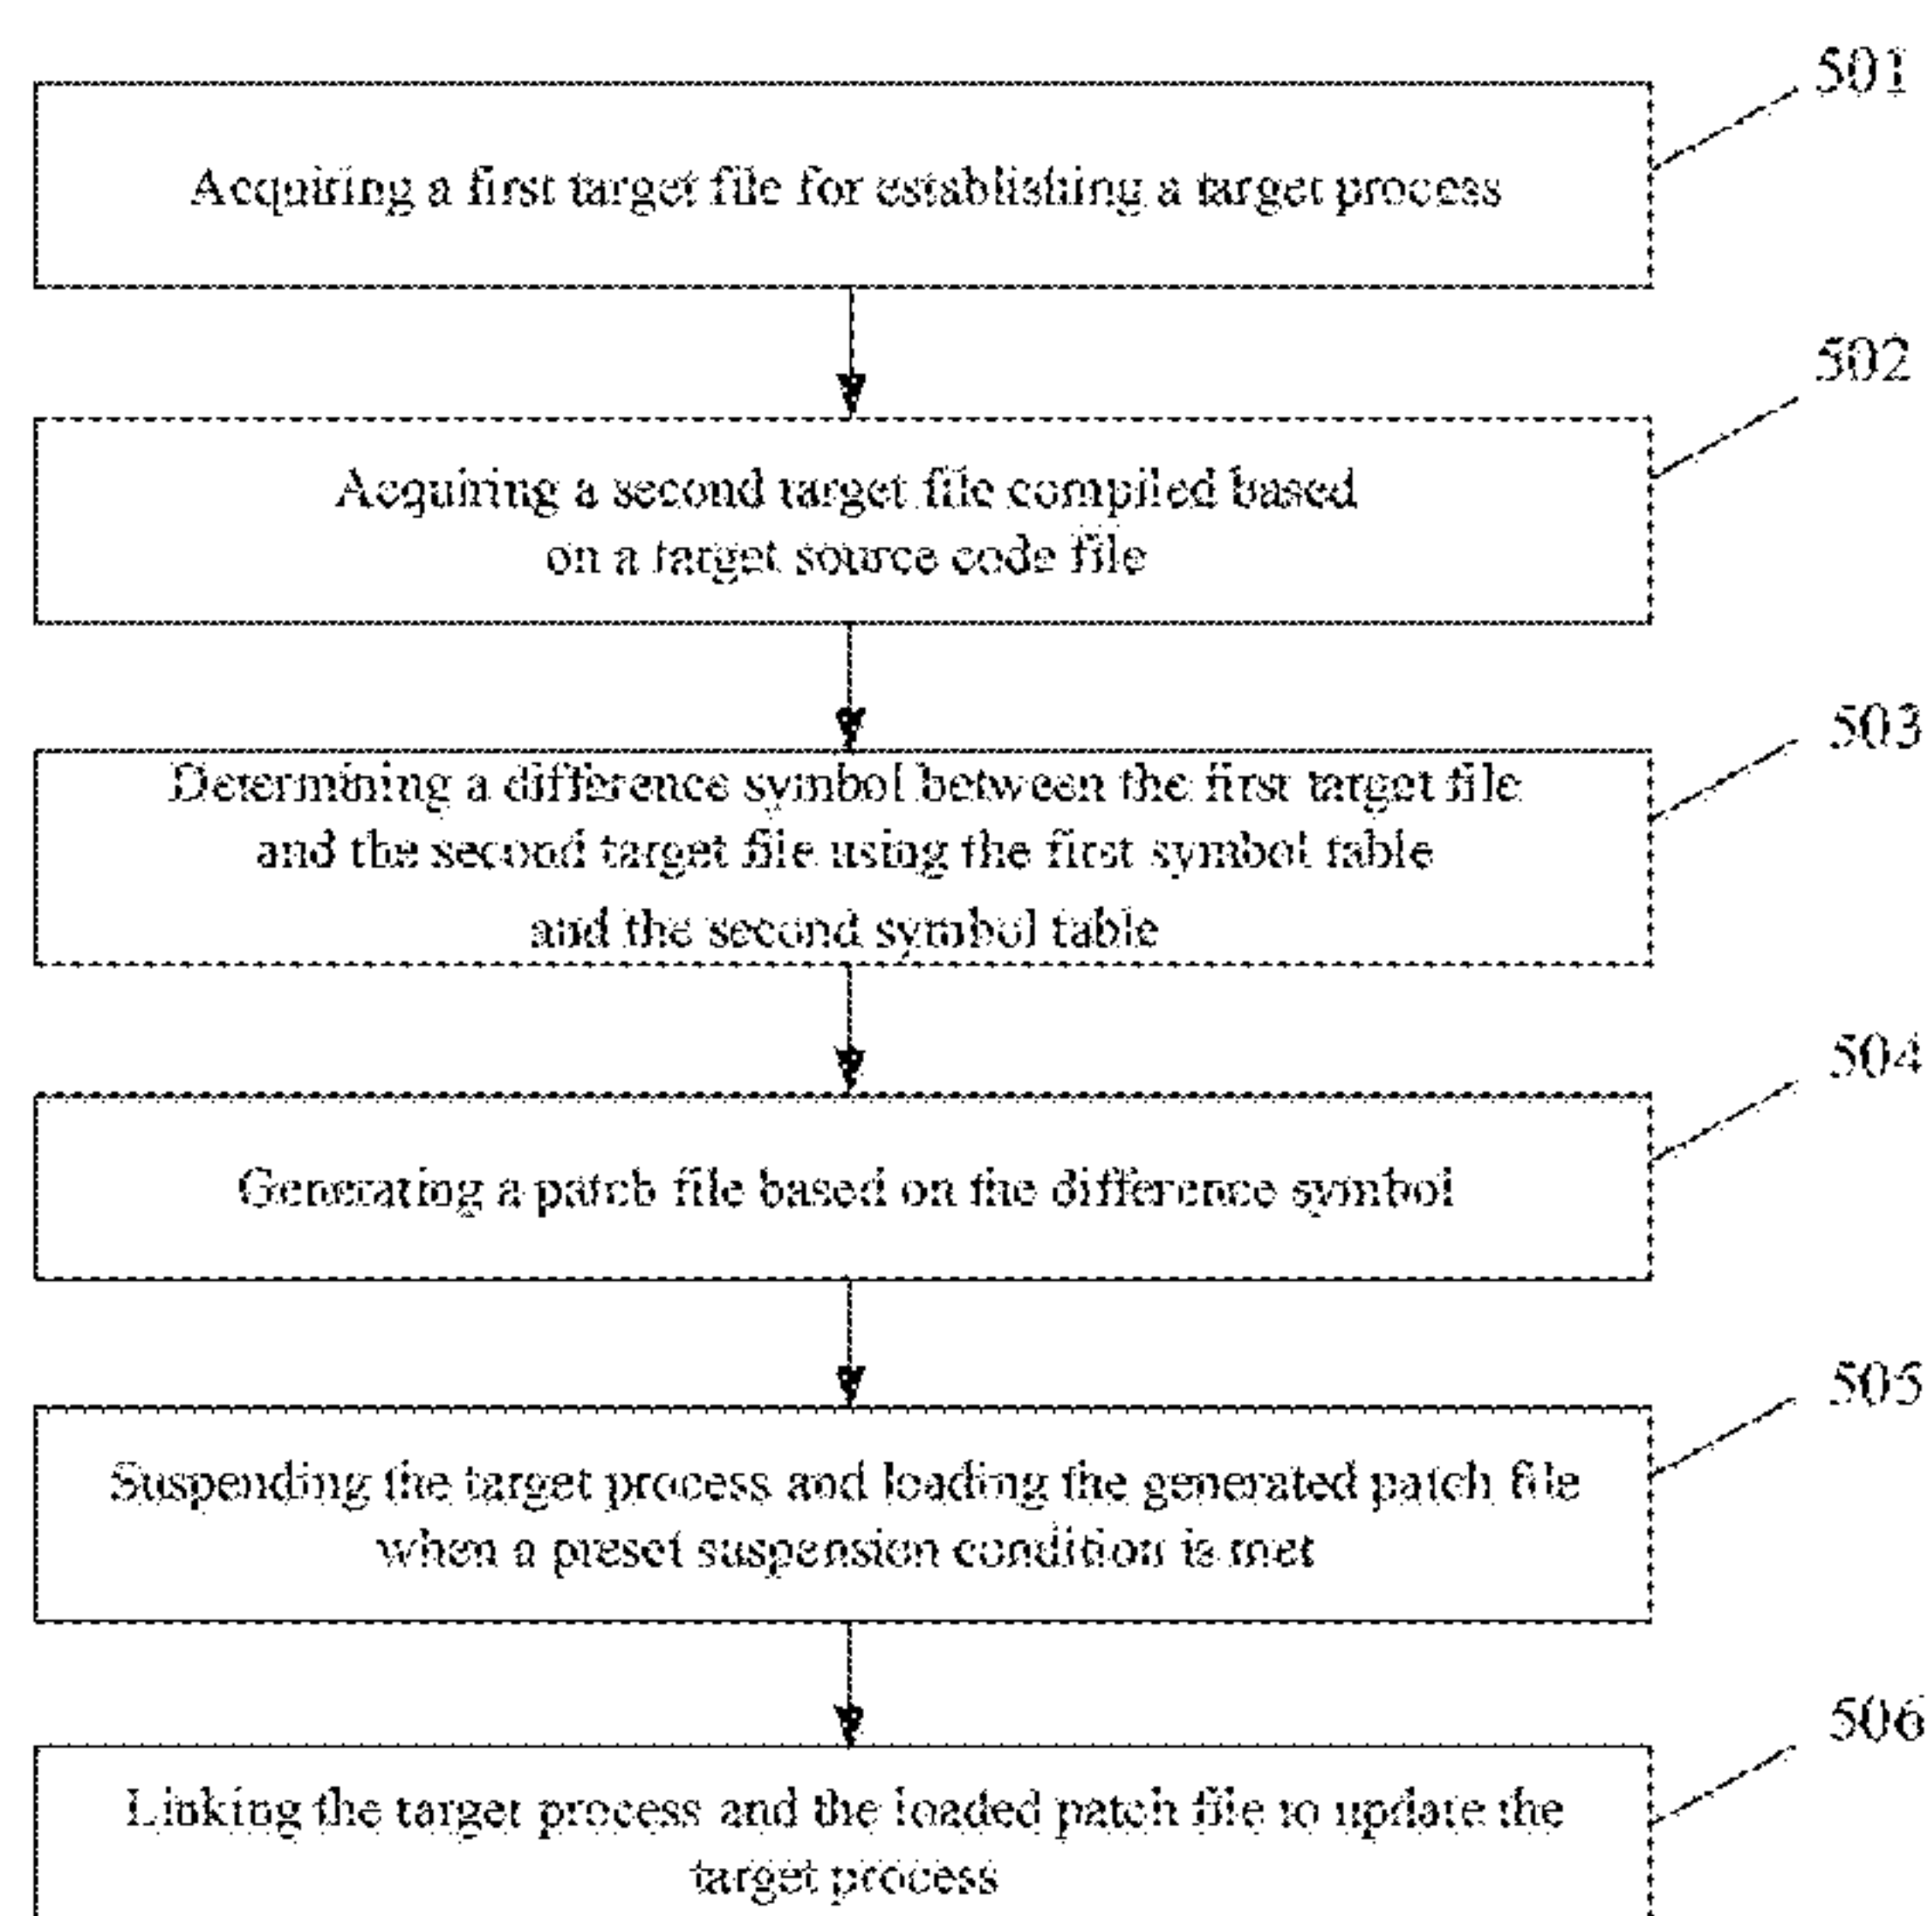 501
Acquiring a first target file for establishing a target process
502
Acquiring a second target file compiled based
on a target source code file
503
Determining a difference symbol between the first target file
and the second target file using the first symbol table
and the second symbol table
504
Generating a patch file based on the difference symbol
505
Suspending the target process and loading the generated patch file
when a preset suspension condition is met
506
Linking the target process and the loaded patch file to update the
target process